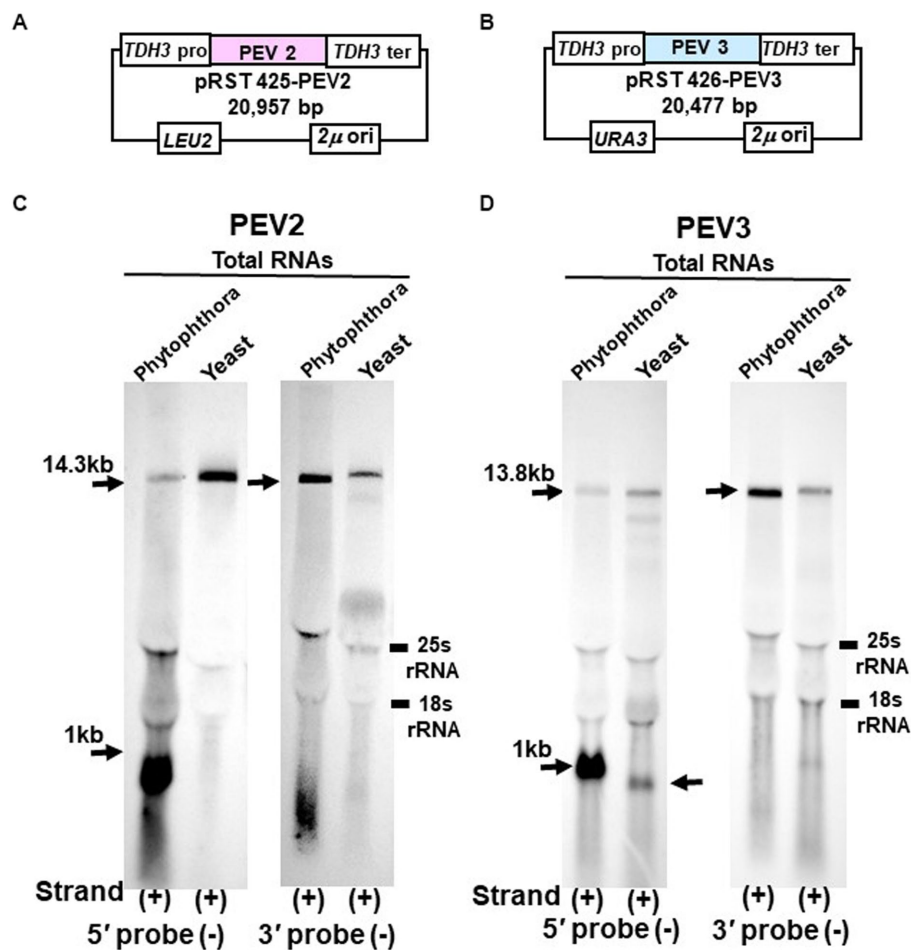 A
TDH3 pro PEV 2 TDH3 ter
pRST 425-PEV2
20,957 bp
LEU2 2μ ori
B
TDH3 pro PEV 3 TDH3 ter
pRST 426-PEV3
20,477 bp
URA3 2μ ori
C
PEV2
Total RNAs
Phytophthora Yeast Phytophthora Yeast
14.3kb
25s
rRNA
18s
rRNA
1kb
Strand (+) (+) (+) (+)
5′ probe (-) 3′ probe (-)
D
PEV3
Total RNAs
Phytophthora Yeast Phytophthora Yeast
13.8kb
25s
rRNA
18s
rRNA
1kb
Strand (+) (+) (+) (+)
5′ probe (-) 3′ probe (-)